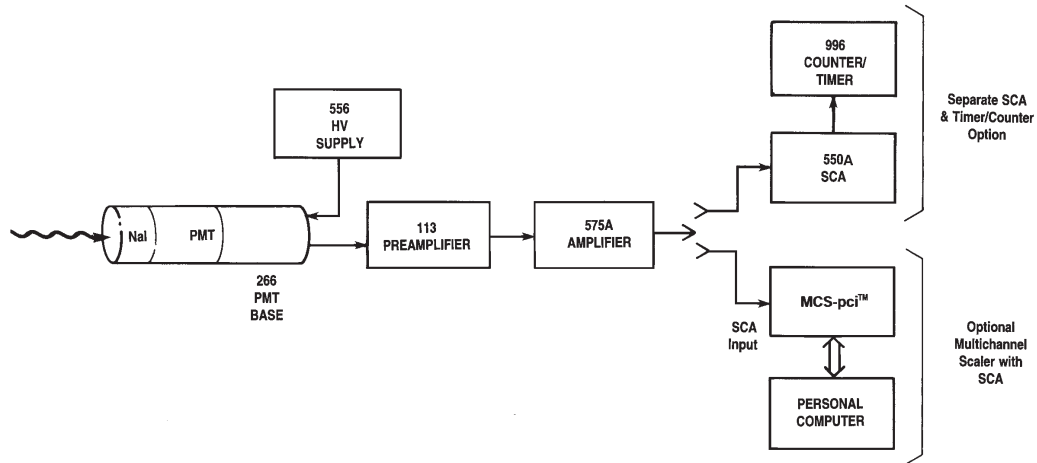 996
COUNTER/
TIMER
Separate SCA
& Timer/Counter
Option
556
HV
SUPPLY
550A
SCA
NaI
PMT
113
PREAMPLIFIER
575A
AMPLIFIER
266
PMT
BASE
MCS-pci™
SCA
Input
Optional
Multichannel
Scaler with
SCA
PERSONAL
COMPUTER